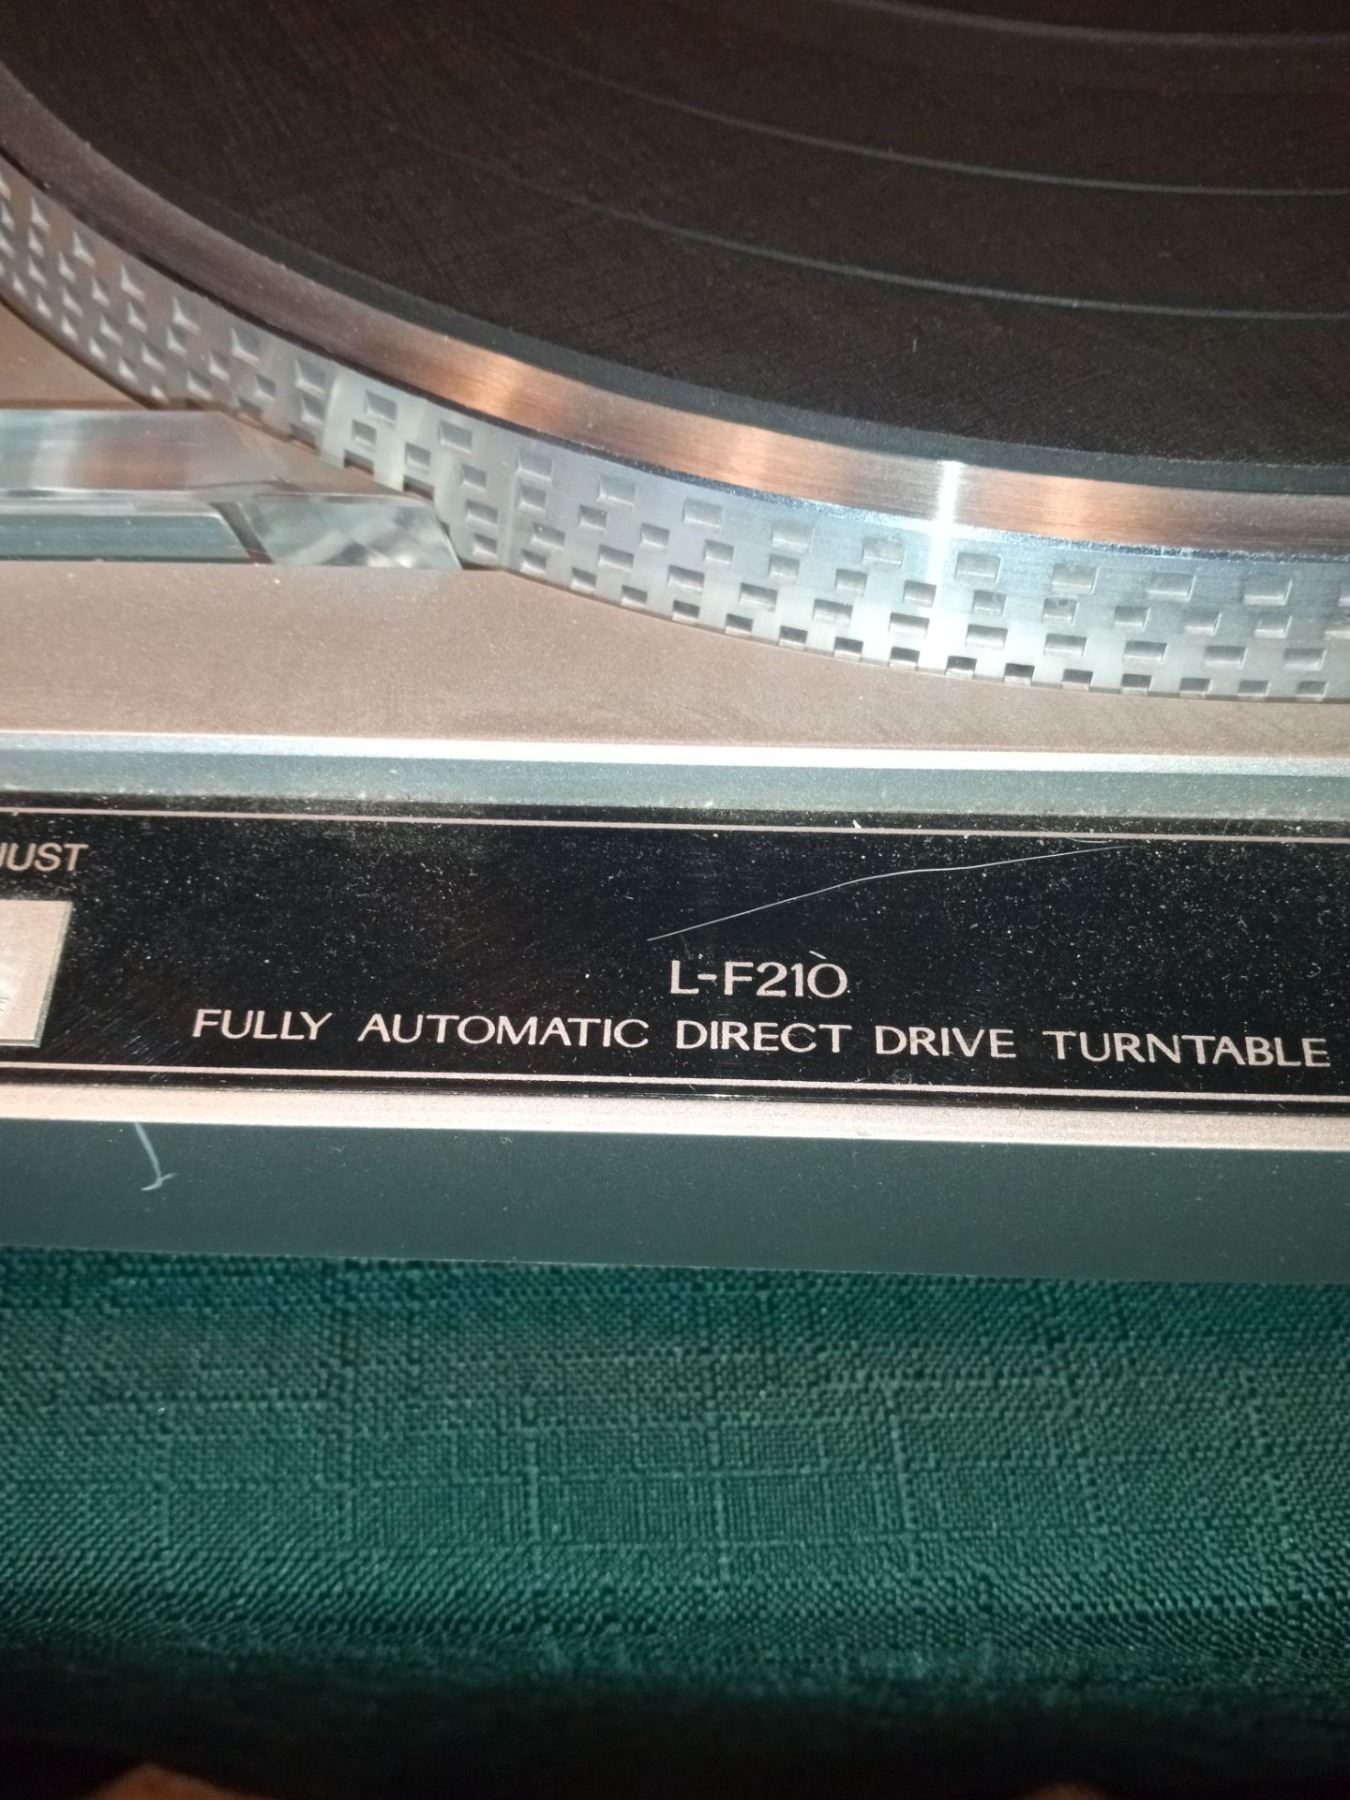 JUST
L-F210
FULLY AUTOMATIC DIRECT DRIVE TURNTABLE